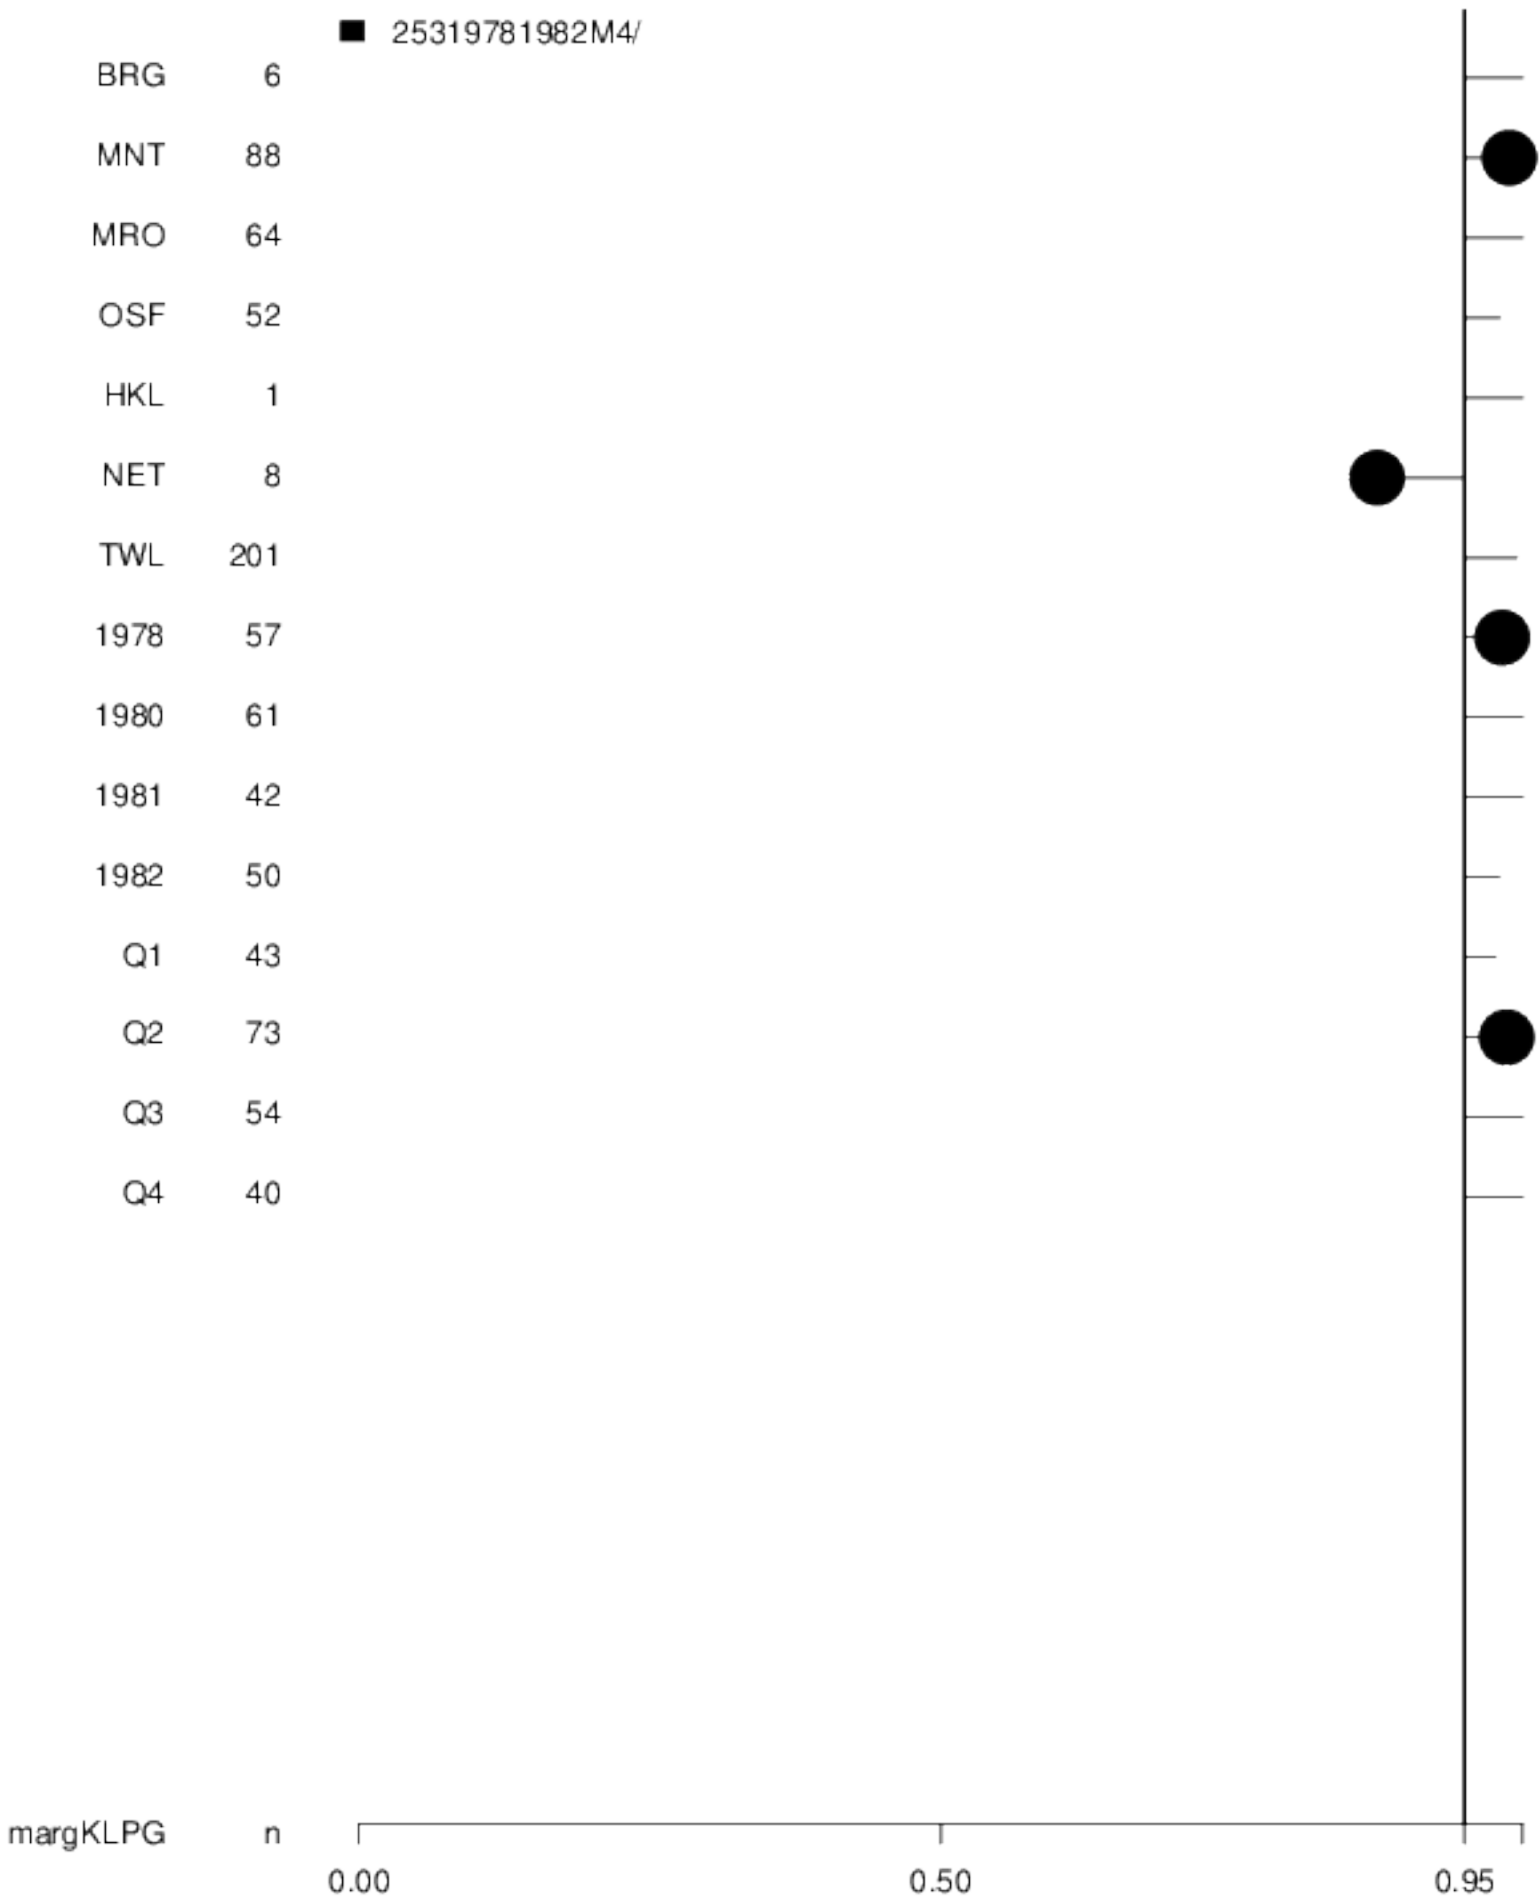 25319781982M4/
BRG 6
MNT 88
MRO 64
OSF 52
HKL 1
NET 8
TWL 201
1978 57
1980 61
1981 42
1982 50
Q1 43
Q2 73
Q3 54
Q4 40
margKLPG n
0.00 0.50 0.95